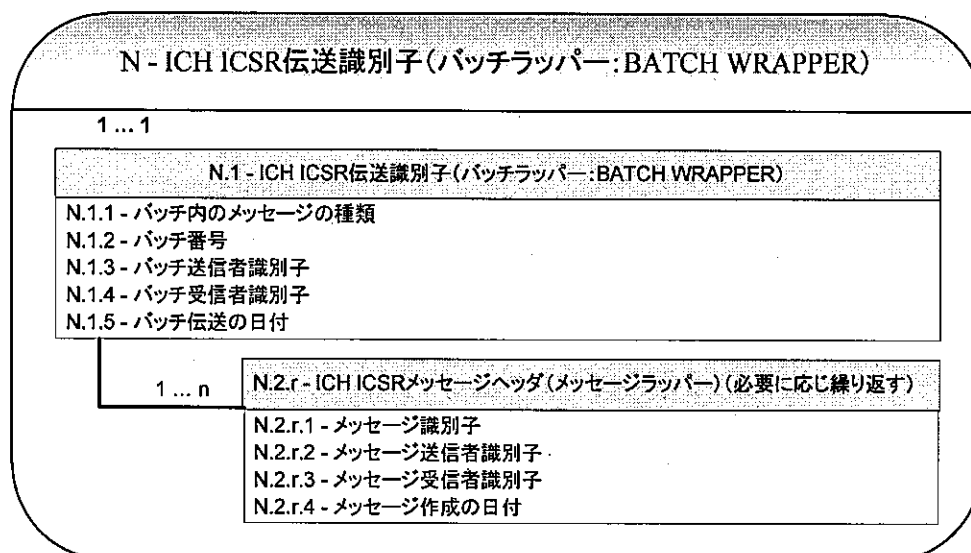 N - ICH ICSR伝送識別子(バッチラッパー:BATCH WRAPPER)
1 ... 1
N.1 - ICH ICSR伝送識別子(バッチラッパー:BATCH WRAPPER)
N.1.1 - バッチ内のメッセージの種類
N.1.2 - バッチ番号
N.1.3 - バッチ送信者識別子
N.1.4 - バッチ受信者識別子
N.1.5 - バッチ伝送の日付
1 ... n
N.2.r - ICH ICSRメッセージヘッダ(メッセージラッパー)(必要に応じ繰り返す)
N.2.r.1 - メッセージ識別子
N.2.r.2 - メッセージ送信者識別子
N.2.r.3 - メッセージ受信者識別子
N.2.r.4 - メッセージ作成の日付